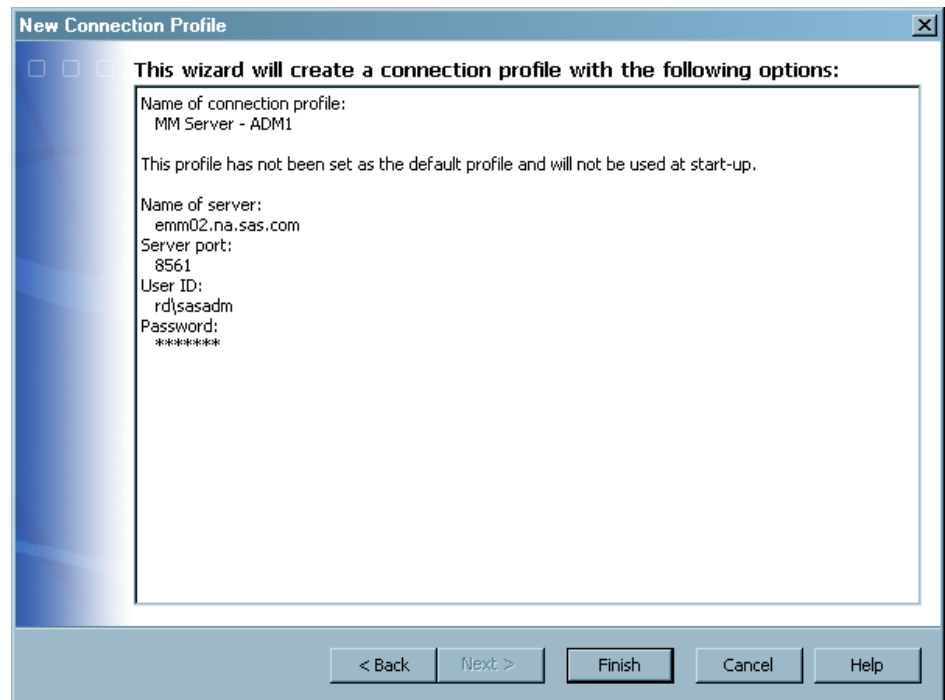 New Connection Profile
This wizard will create a connection profile with the following options:
Name of connection profile:
MM Server - ADM1
This profile has not been set as the default profile and will not be used at start-up.
Name of server:
emm02.na.sas.com
Server port:
8561
User ID:
rd\sasadm
Password:
*******
< Back
Next >
Finish
Cancel
Help